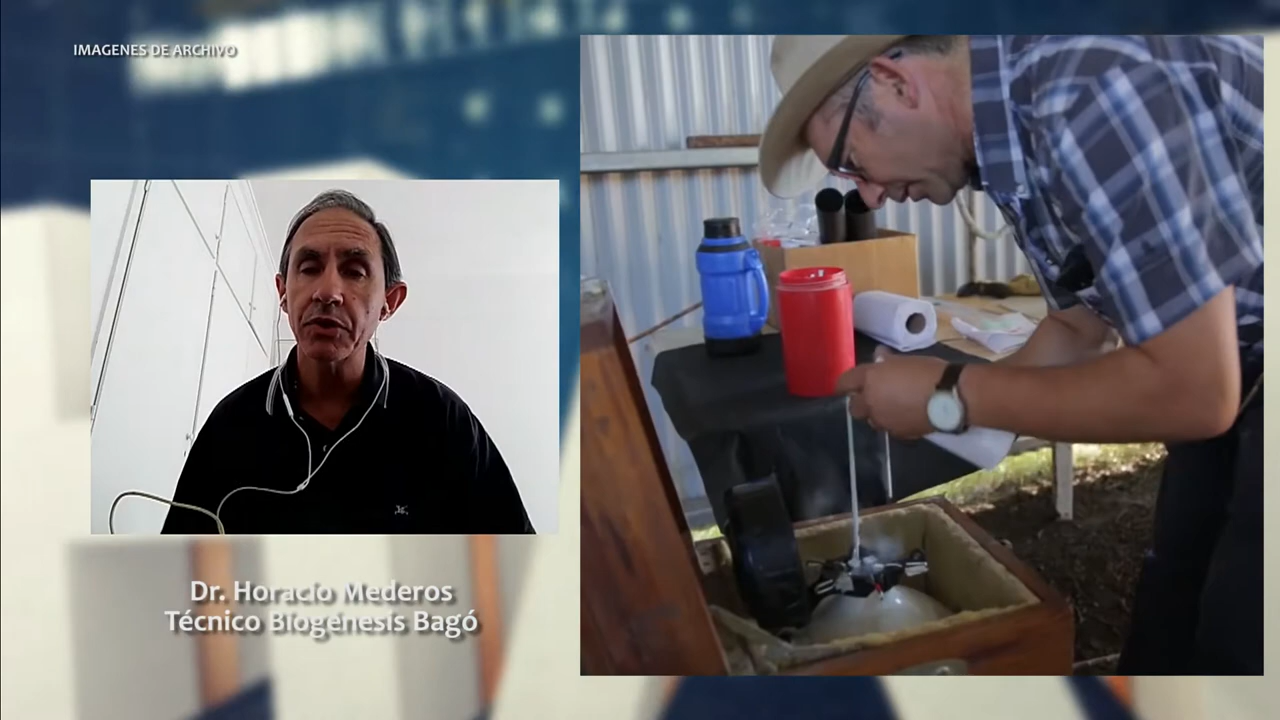 IMAGENES DE ARCHIVO
Dr. Horacio Mederos
Técnico Biogénesis Bagó